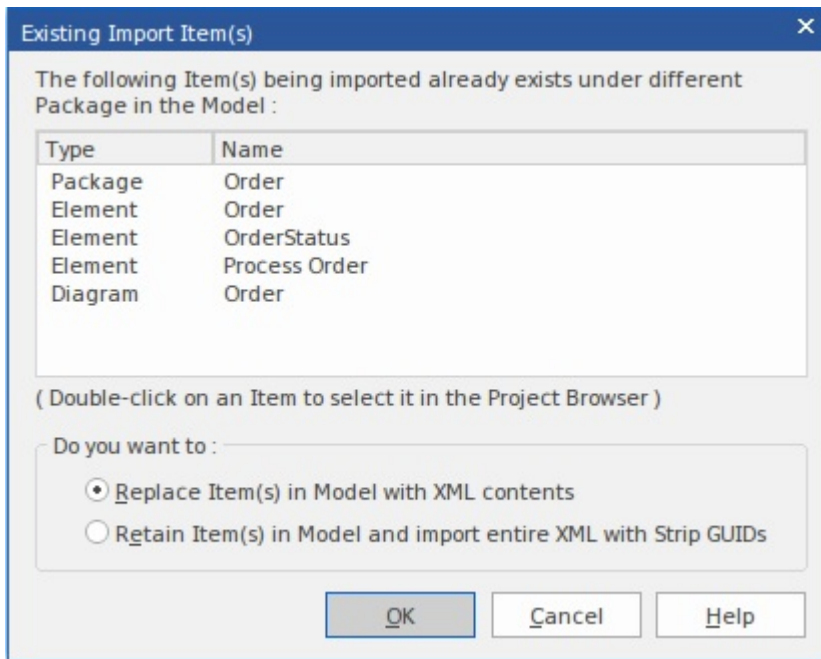 Existing Import Item(s)
The following Item(s) being imported already exists under different
Package in the Model :
Type Name
Package Order
Element Order
Element OrderStatus
Element Process Order
Diagram Order
( Double-click on an Item to select it in the Project Browser )
Do you want to :
Replace Item(s) in Model with XML contents
Retain Item(s) in Model and import entire XML with Strip GUIDs
OK Cancel Help